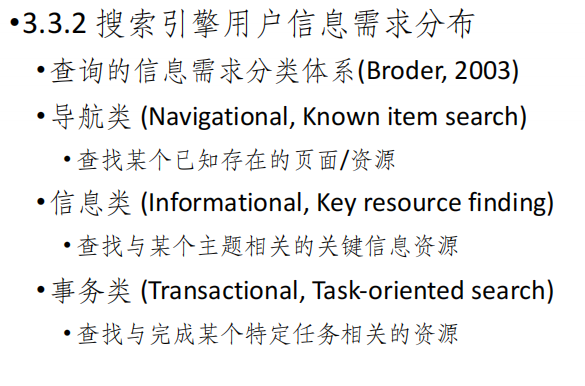 •3.3.2 搜索引擎用户信息需求分布
•查询的信息需求分类体系(Broder, 2003)
•导航类 (Navigational, Known item search)
•查找某个已知存在的页面/资源
•信息类 (Informational, Key resource finding)
•查找与某个主题相关的关键信息资源
•事务类 (Transactional, Task-oriented search)
•查找与完成某个特定任务相关的资源